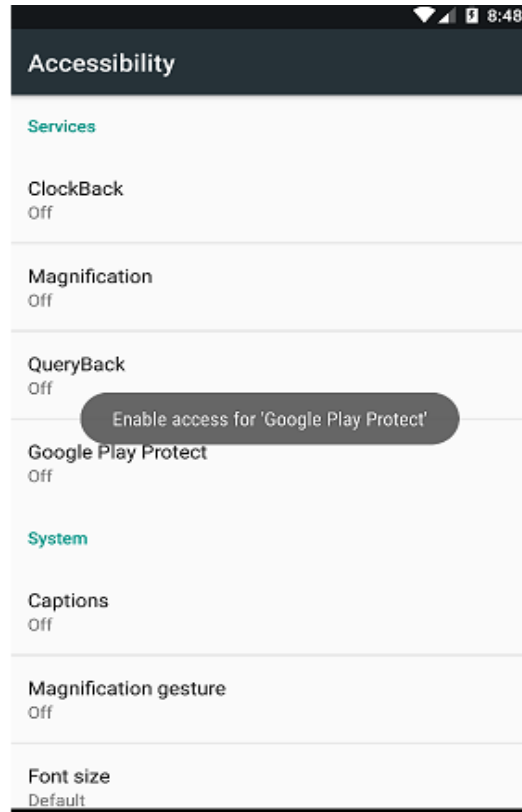 8:48
Accessibility
Services
ClockBack
Off
Magnification
Off
QueryBack
Off
Enable access for 'Google Play Protect'
Google Play Protect
Off
System
Captions
Off
Magnification gesture
Off
Font size
Default